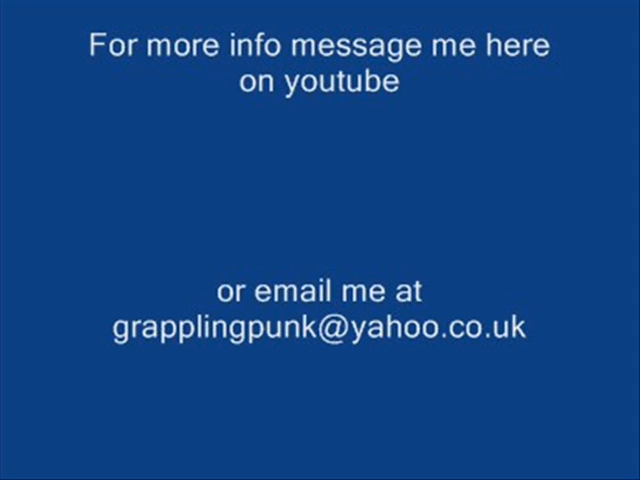 For more info message me here
on youtube
or email me at
grapplingpunk@yahoo.co.uk